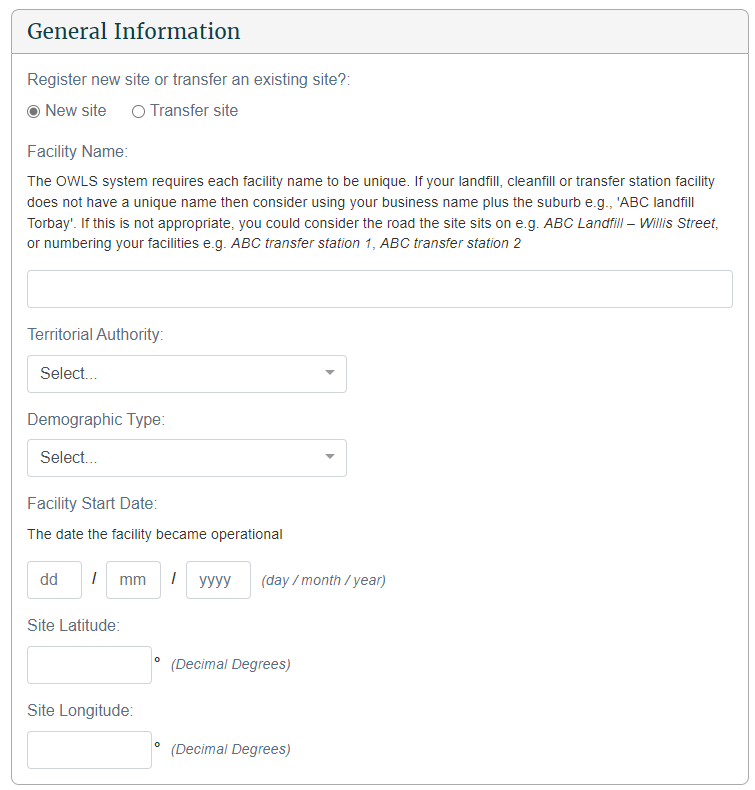 General Information
Register new site or transfer an existing site?:
New site Transfer site
Facility Name:
The OWLS system requires each facility name to be unique. If your landfill, cleanfill or transfer station facility
does not have a unique name then consider using your business name plus the suburb e.g., 'ABC landfill
Torbay'. If this is not appropriate, you could consider the road the site sits on e.g. ABC Landfill – Willis Street,
or numbering your facilities e.g. ABC transfer station 1, ABC transfer station 2
Territorial Authority:
Select...
Demographic Type:
Select...
Facility Start Date:
The date the facility became operational
dd / mm / yyyy (day / month / year)
Site Latitude:
° (Decimal Degrees)
Site Longitude:
° (Decimal Degrees)